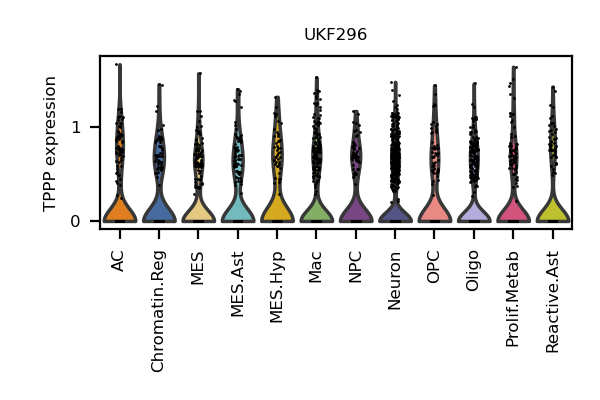 UKF296
TPPP expression
1
0
AC
Chromatin.Reg
MES
MES.Ast
MES.Hyp
Mac
NPC
Neuron
OPC
Oligo
Prolif.Metab
Reactive.Ast